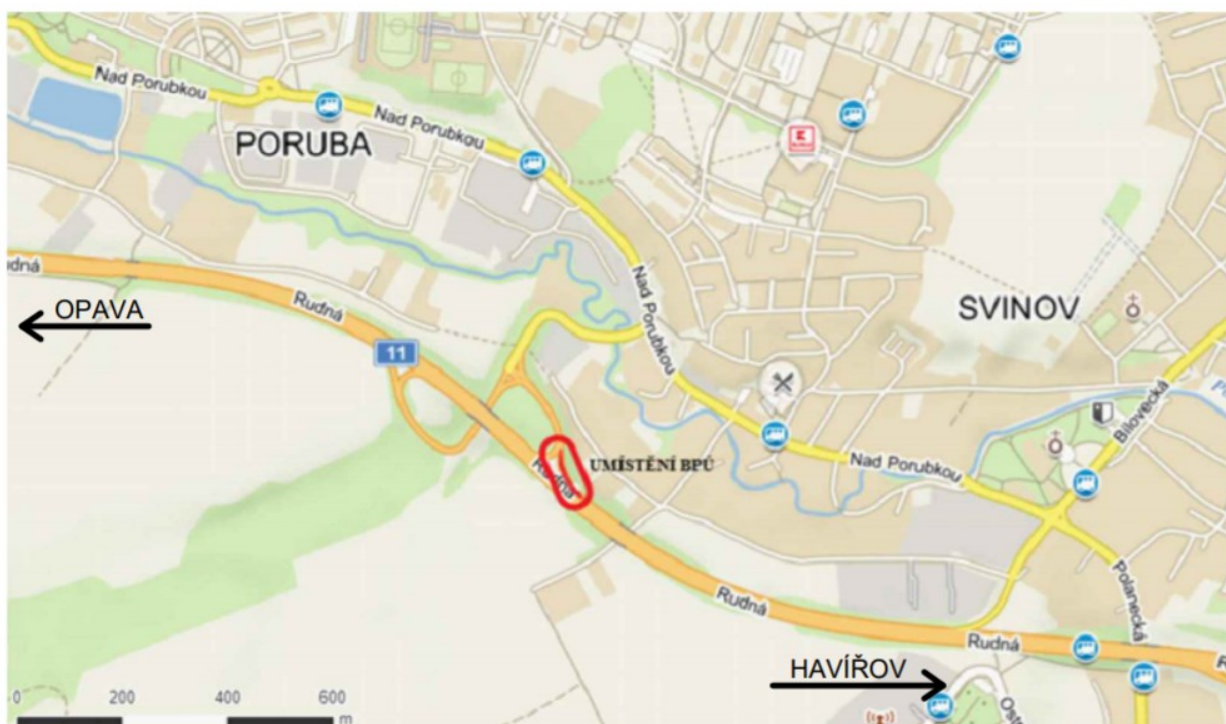 Nad Porubkou
PORUBA
Nad Porubkou
Nad Porubkou
SVINOV
Rudná
OPAVA
11
Bílovecká
UMÍSTĚNÍ BPÚ
Rudná
Nad Porubkou
Polanecká
Rudná
Rudná
HAVÍŘOV
0 200 400 600
m